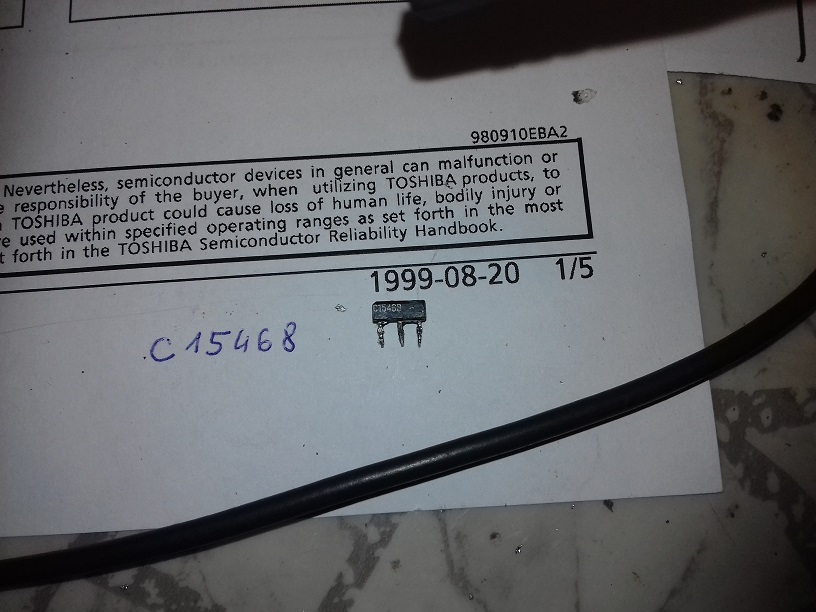 980910EBA2
Nevertheless, semiconductor devices in general can malfunction or
responsibility of the buyer, when utilizing TOSHIBA products, to
TOSHIBA product could cause loss of human life, bodily injury or
used within specified operating ranges as set forth in the most
forth in the TOSHIBA Semiconductor Reliability Handbook.
1999-08-20 1/5
C15468